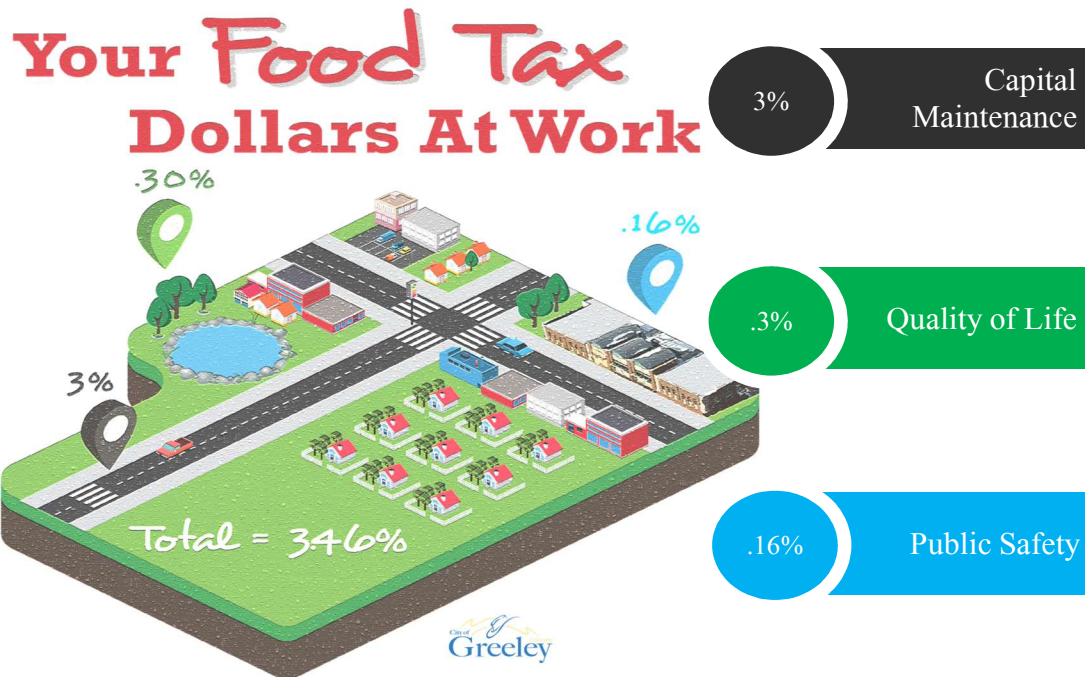 Your Food Tax
Dollars At Work
.30%
.16%
3%
Total = 3.46%
City of
Greeley
3%
Capital
Maintenance
.3%
Quality of Life
.16%
Public Safety